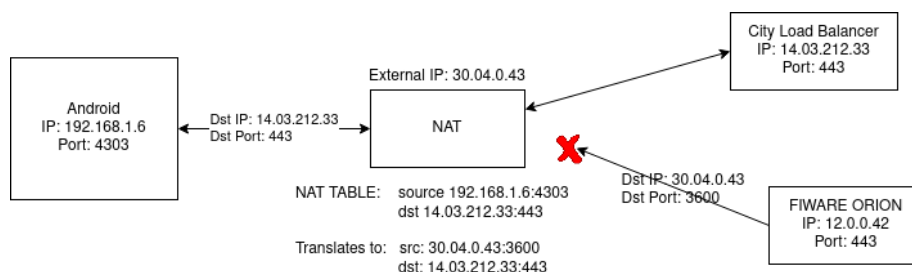 City Load Balancer
IP: 14.03.212.33
Port: 443
External IP: 30.04.0.43
Android
IP: 192.168.1.6
Port: 4303
Dst IP: 14.03.212.33
Dst Port: 443
NAT
Dst IP: 30.04.0.43
Dst Port: 3600
NAT TABLE: source 192.168.1.6:4303
dst 14.03.212.33:443
FIWARE ORION
IP: 12.0.0.42
Port: 443
Translates to: src: 30.04.0.43:3600
dst: 14.03.212.33:443